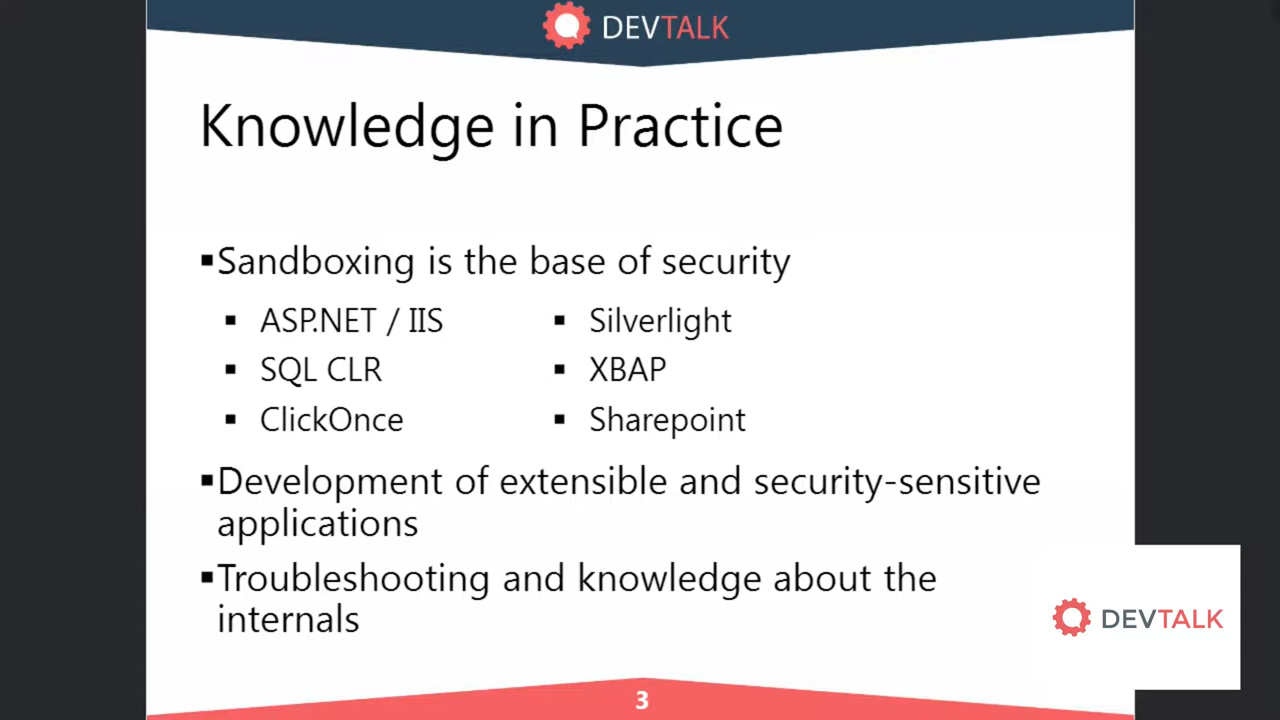 DEVTALK
Knowledge in Practice
▪Sandboxing is the base of security
▪ ASP.NET / IIS
▪ SQL CLR
▪ ClickOnce
▪ Silverlight
▪ XBAP
▪ Sharepoint
▪Development of extensible and security-sensitive
applications
▪Troubleshooting and knowledge about the
internals
DEVTALK
3